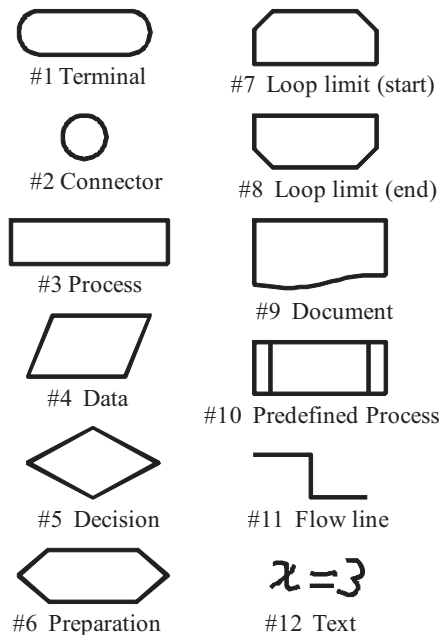 #1 Terminal
#2 Connector
#3 Process
#4 Data
#5 Decision
#6 Preparation
#7 Loop limit (start)
#8 Loop limit (end)
#9 Document
#10 Predefined Process
#11 Flow line
x=3
#12 Text